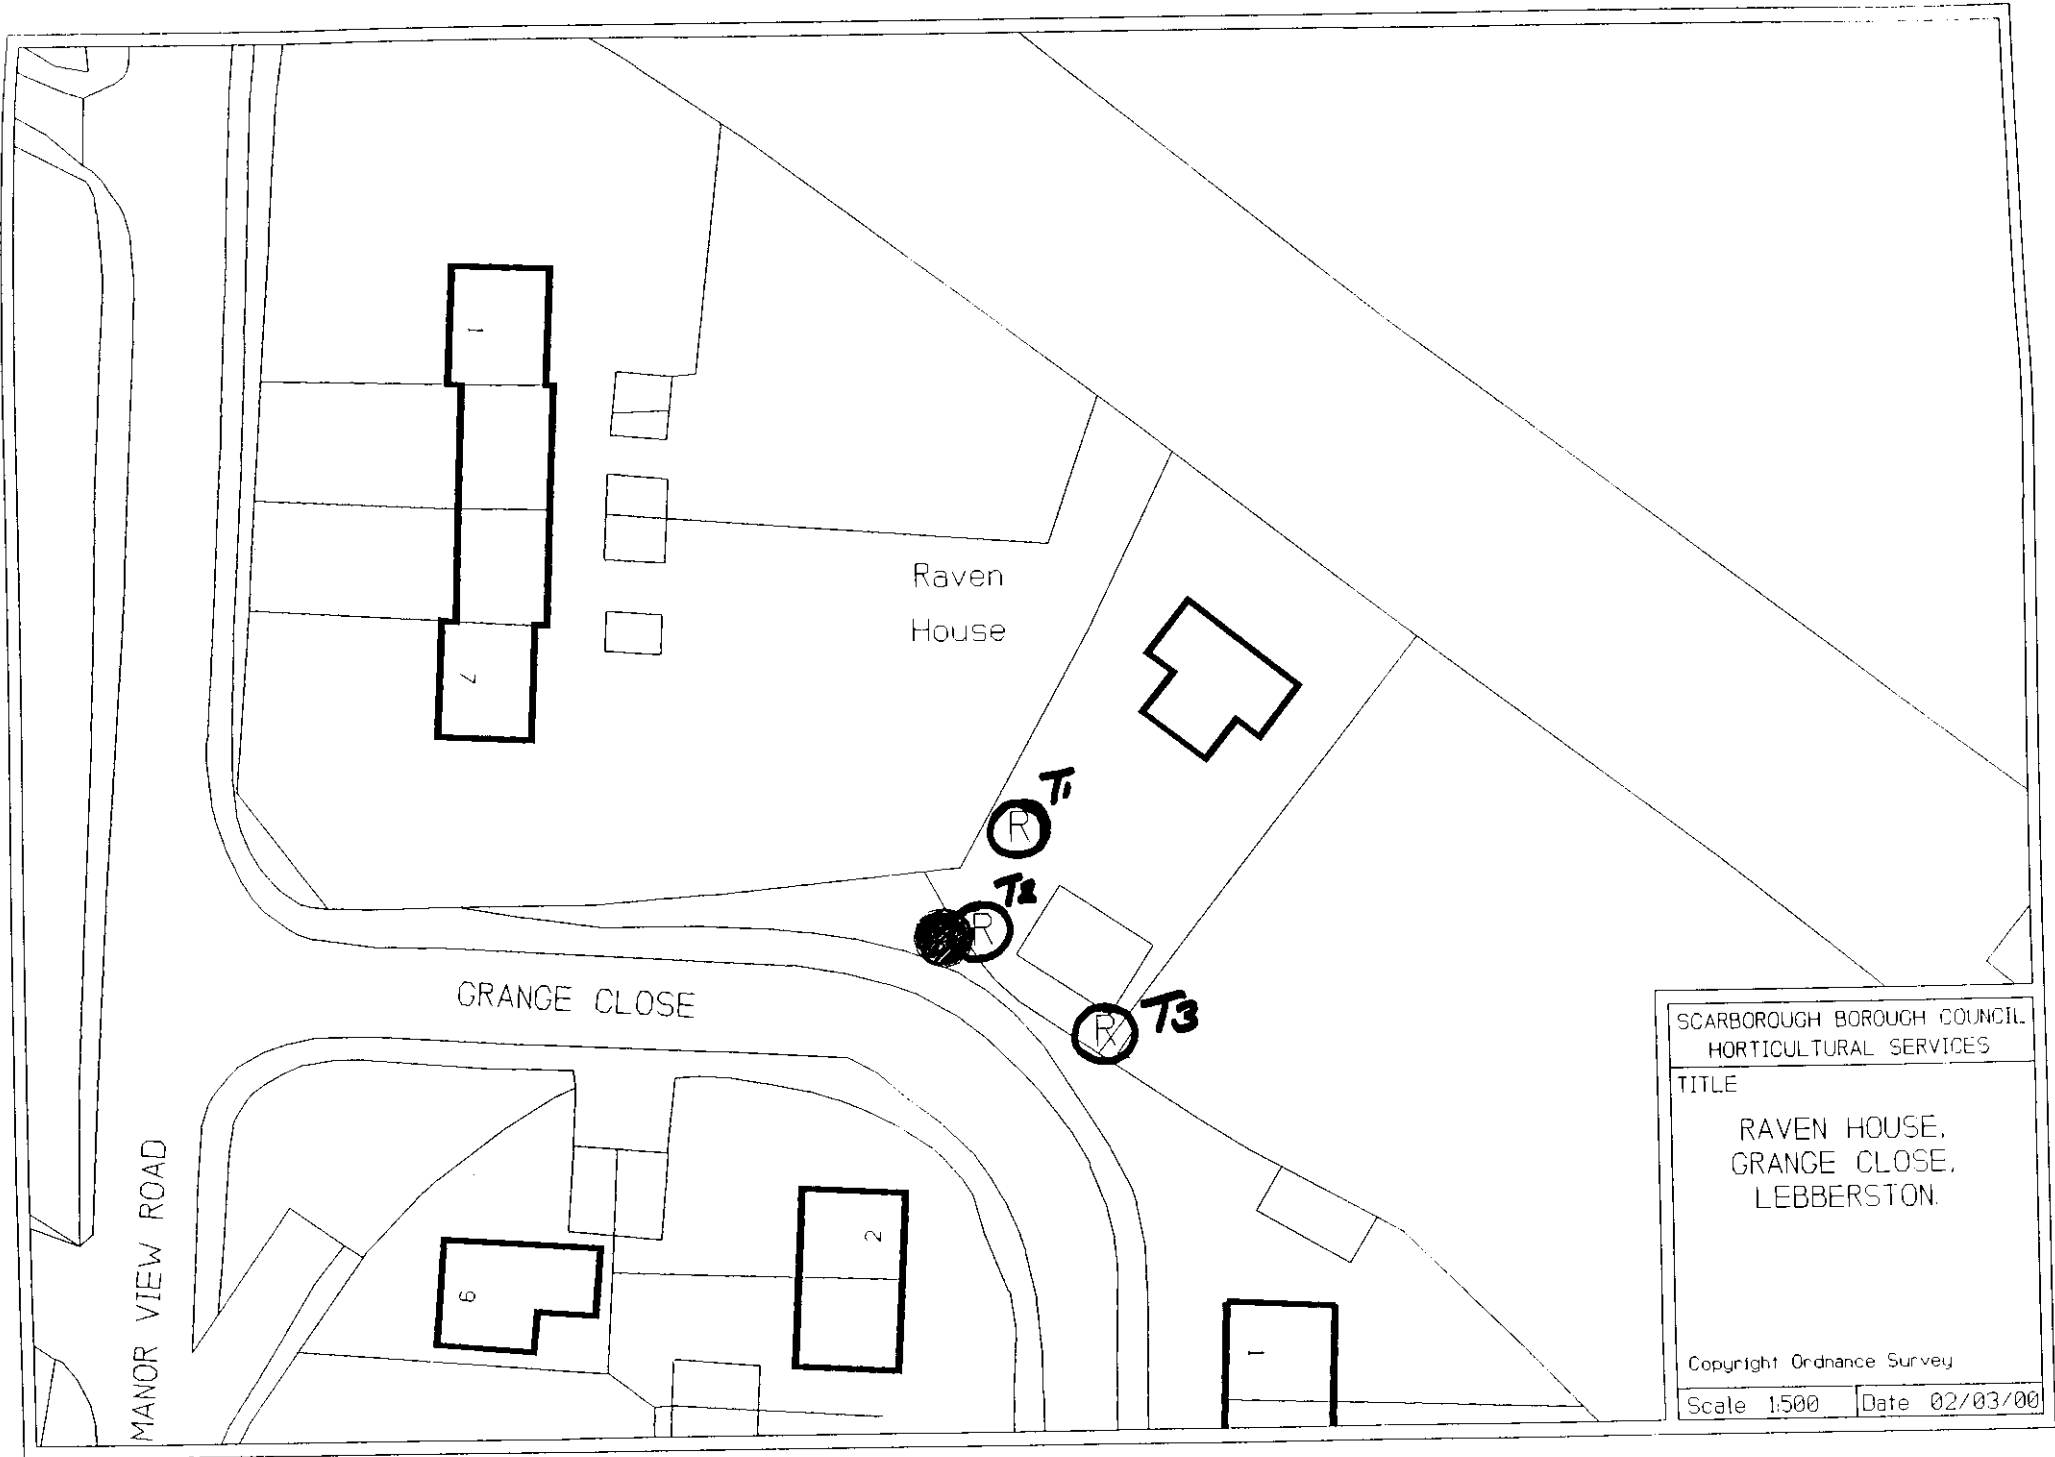 1
Raven
House
7
T1
R
T2
R
GRANGE CLOSE
R
T3
MANOR VIEW ROAD
2
9
1
SCARBOROUGH BOROUGH COUNCIL.
HORTICULTURAL SERVICES
TITLE
RAVEN HOUSE,
GRANGE CLOSE,
LEBBERSTON.
Copyright Ordnance Survey
Scale 1:500
Date 02/03/00